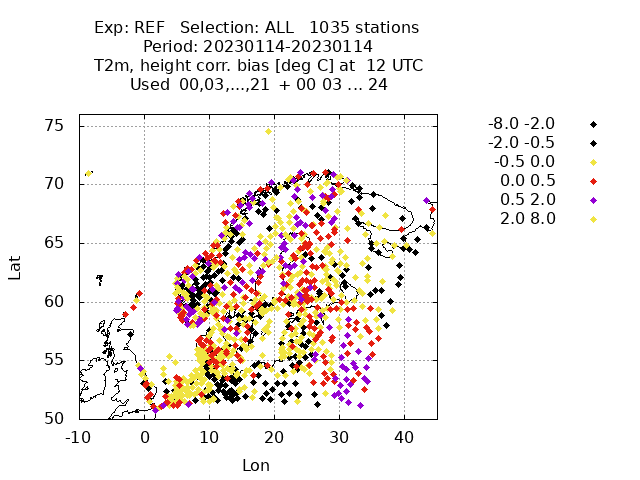 Exp: REF   Selection: ALL   1035 stations
Period: 20230114-20230114
T2m, height corr. bias [deg C] at  12 UTC
Used  00,03,...,21  + 00 03 ... 24
-8.0 -2.0
-2.0 -0.5
-0.5 0.0
0.0 0.5
0.5 2.0
2.0 8.0
75
70
65
60
55
50
Lat
-10 0 10 20 30 40
Lon